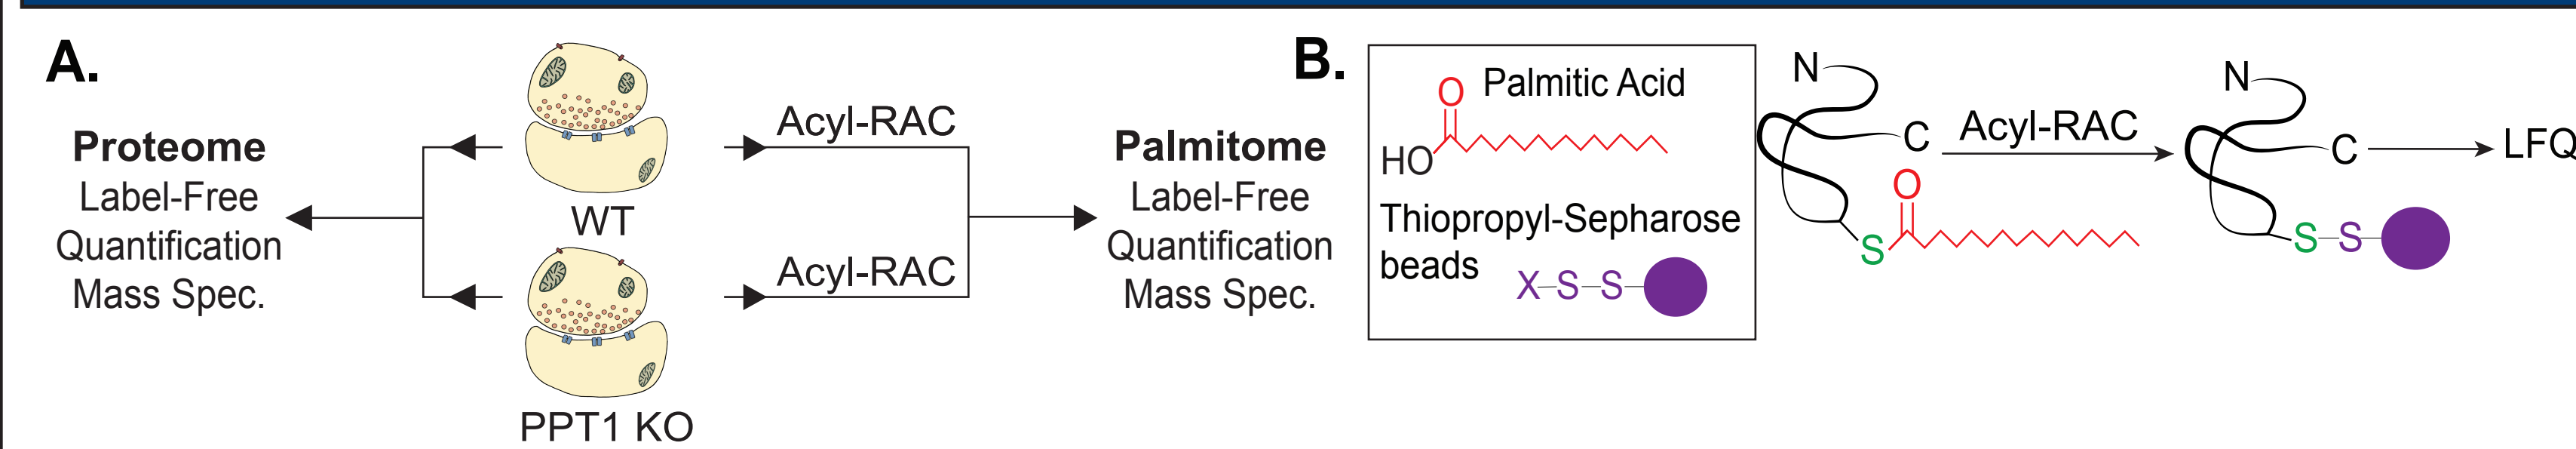 A.
Proteome
Label-Free
Quantification
Mass Spec.
WT
PPT1 KO
Acyl-RAC
Acyl-RAC
Palmitome
Label-Free
Quantification
Mass Spec.
B.
Palmitic Acid
O
HO
Thiopropyl-Sepharose
beads
X-S-S
N
C
O
S
Acyl-RAC
N
C
S-S
LFQ